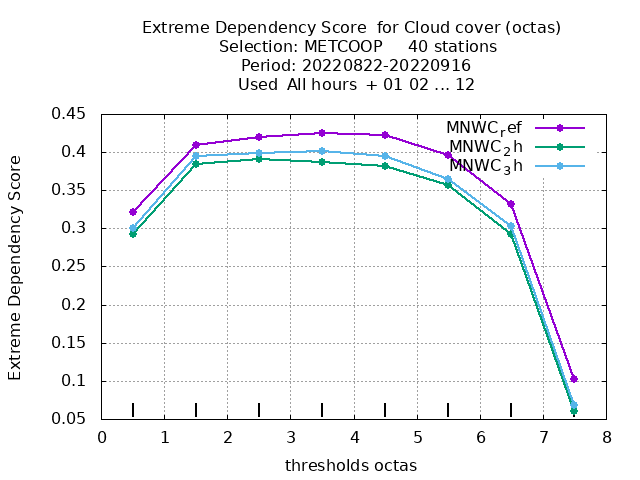 Extreme Dependency Score  for Cloud cover (octas)
Selection: METCOOP     40 stations
Period: 20220822-20220916
Used  All hours  + 01 02 ... 12
0.45
0.4
0.35
0.3
0.25
0.2
0.15
0.1
0.05
Extreme Dependency Score
MNWC_ref
MNWC_2h
MNWC_3h
0 1 2 3 4 5 6 7 8
thresholds octas